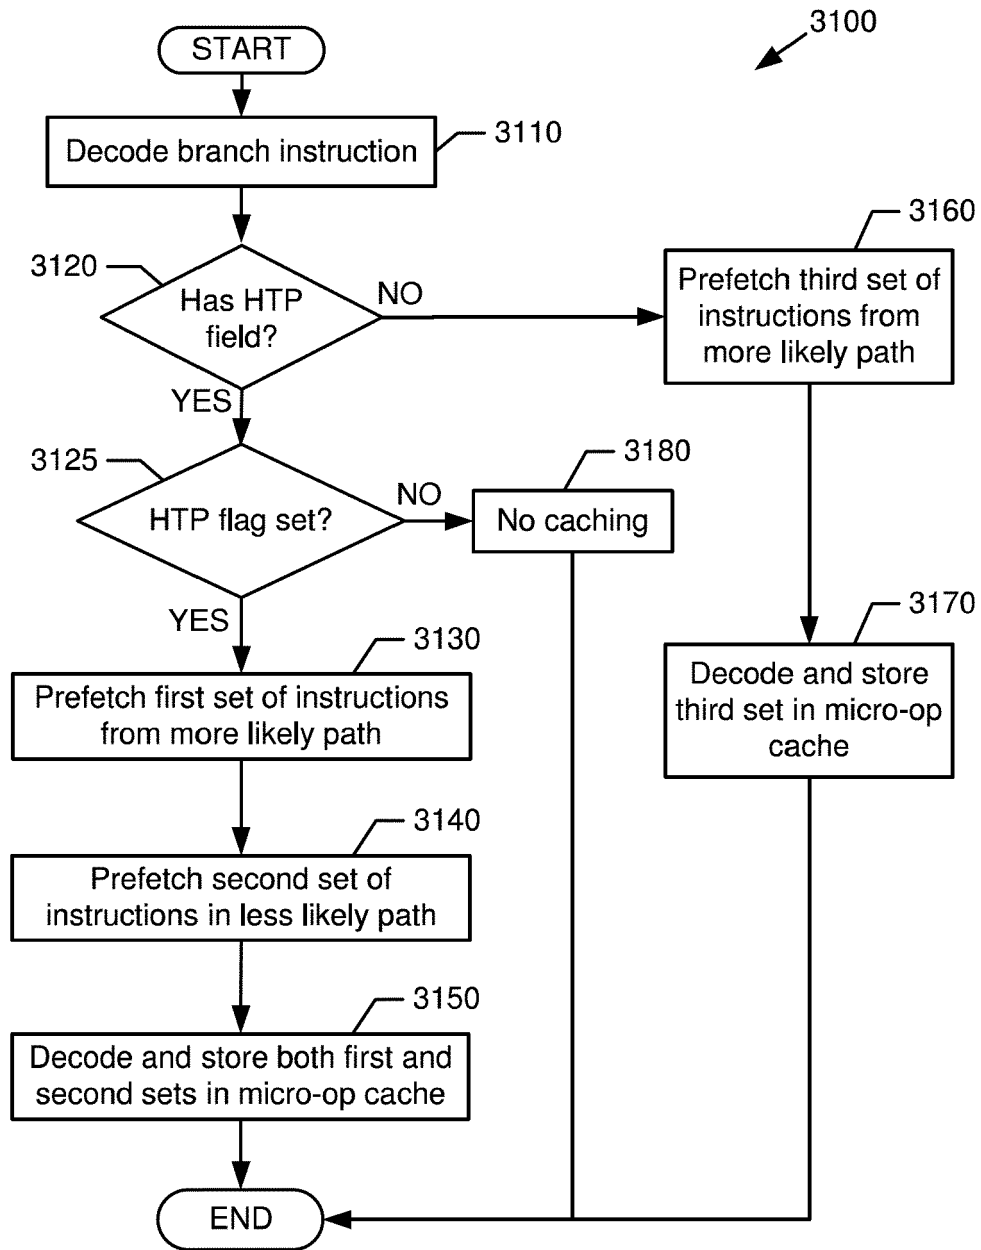 3100
START
Decode branch instruction
3110
3120
Has HTP
field?
NO
YES
3160
Prefetch third set of
instructions from
more likely path
3125
HTP flag set?
NO
YES
3180
No caching
3170
Decode and store
third set in micro-op
cache
3130
Prefetch first set of instructions
from more likely path
3140
Prefetch second set of
instructions in less likely path
3150
Decode and store both first and
second sets in micro-op cache
END